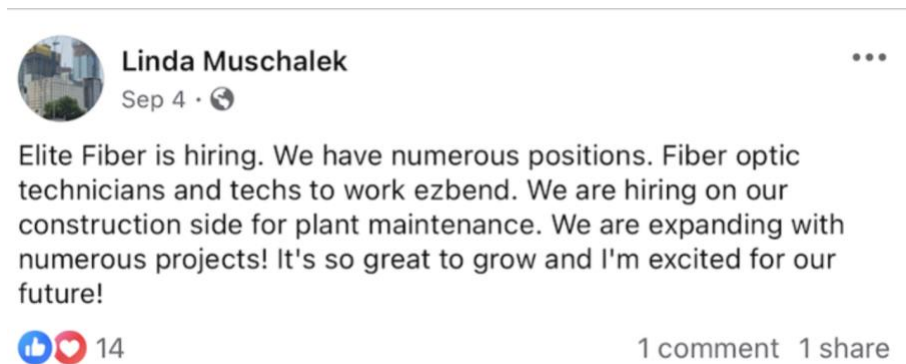 Linda Muschalek
Sep 4 ·
Elite Fiber is hiring. We have numerous positions. Fiber optic
technicians and techs to work ezbend. We are hiring on our
construction side for plant maintenance. We are expanding with
numerous projects! It's so great to grow and I'm excited for our
future!
14 1 comment 1 share